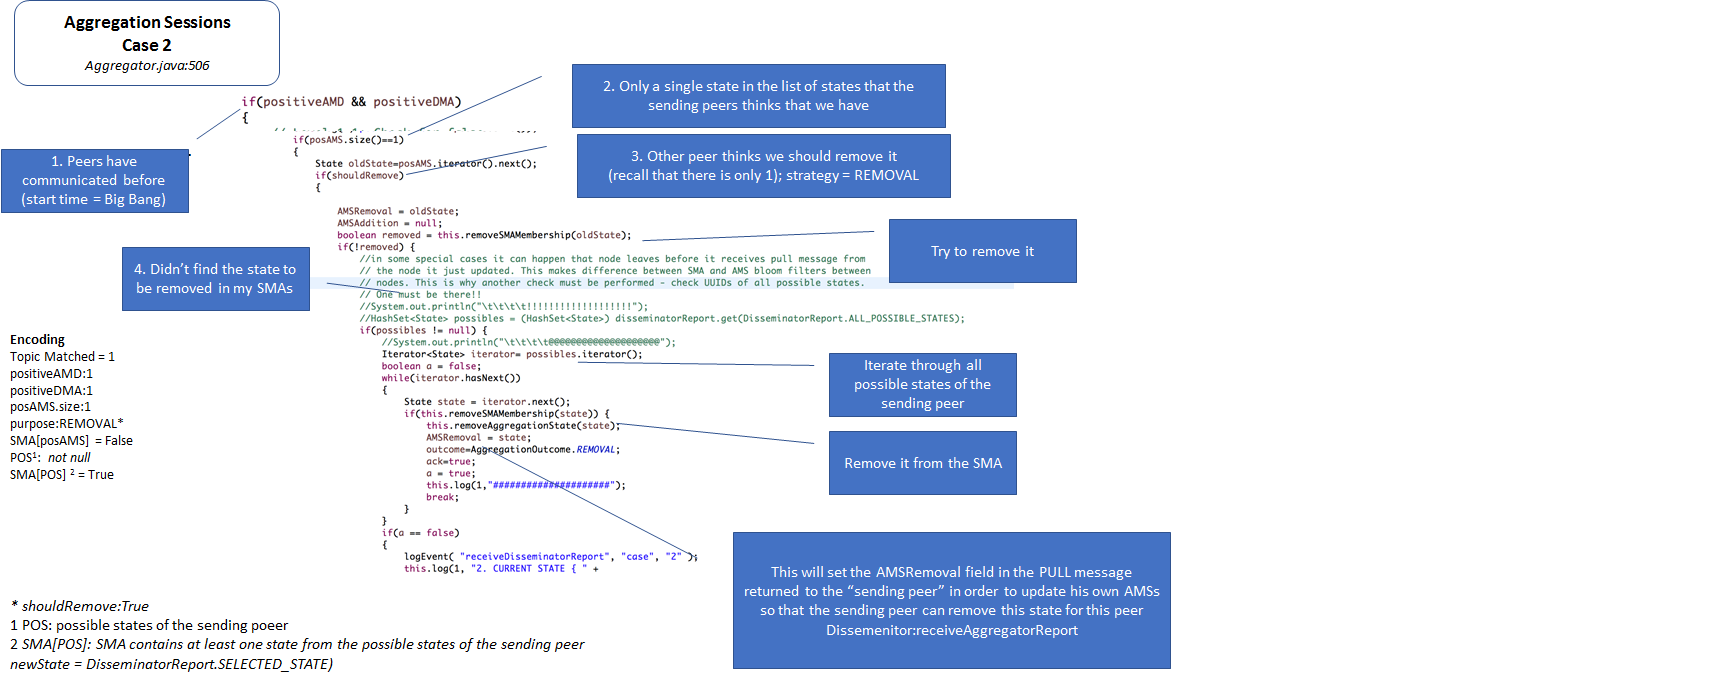 Aggregation Sessions
Case 2
Aggregator.java:506
if(positiveAMD && positiveDMA)
{
if(posAMS.size()==1)
{
State oldState=posAMS.iterator().next();
if(shouldRemove)
{
2. Only a single state in the list of states that the
sending peers thinks that we have
1. Peers have
communicated before
(start time = Big Bang)
3. Other peer thinks we should remove it
(recall that there is only 1); strategy = REMOVAL
AMSRemoval = oldState;
AMSAddition = null;
boolean removed = this.removeSMAMembership(oldState);
if(!removed) {
//in some special cases it can happen that node leaves before it receives pull message from
// the node it just updated. This makes difference between SMA and AMS bloom filters between
// nodes. This is why another check must be performed - check UUIDs of all possible states.
// One must be there!!
//System.out.println("\t\t\t\t!!!!!!!!!!!!!!!!!!!");
//HashSet<State> possibles = (HashSet<State>) disseminatorReport.get(DisseminatorReport.ALL_POSSIBLE_STATES);
if(possibles != null) {
//System.out.println("\t\t\t\t@@@@@@@@@@@@@@@@@@@@");
Iterator<State> iterator= possibles.iterator();
boolean a = false;
while(iterator.hasNext())
{
State state = iterator.next();
if(this.removeSMAMembership(state)) {
this.removeAggregationState(state);
AMSRemoval = state;
outcome=AggregationOutcome.REMOVAL;
ack=true;
a = true;
this.log(1,"#####################");
break;
}
}
if(a == false)
{
logEvent( "receiveDisseminatorReport", "case", "2" );
this.log(1, "2. CURRENT STATE { " +
Try to remove it
4. Didn't find the state to
be removed in my SMAs
Iterate through all
possible states of the
sending peer
Remove it from the SMA
This will set the AMSRemoval field in the PULL message
returned to the “sending peer” in order to update his own AMSs
so that the sending peer can remove this state for this peer
Dissemenitor:receiveAggregatorReport
Encoding
Topic Matched = 1
positiveAMD:1
positiveDMA:1
posAMS.size:1
purpose:REMOVAL*
SMA[posAMS] = False
POS¹: not null
SMA[POS] ² = True
* shouldRemove:True
1 POS: possible states of the sending poeer
2 SMA[POS]: SMA contains at least one state from the possible states of the sending peer
newState = DisseminatorReport.SELECTED_STATE)